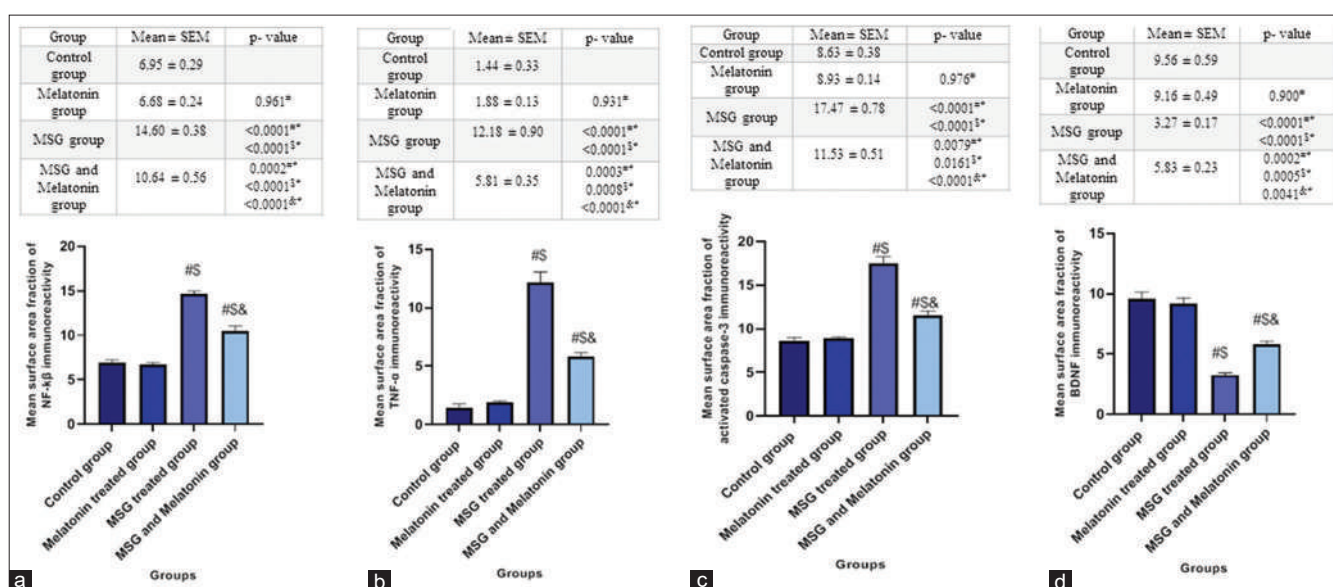 Group Mean= SEM p- value
Control group 6.95 = 0.29
Melatonin group 6.68 = 0.24 0.961#
MSG group 14.60 = 0.38 <0.0001#*
<0.0001$*
MSG and Melatonin group 10.64 = 0.56 0.0002#*
<0.0001$*
<0.0001&*
Mean surface area fraction of
NF-kβ immunoreactivity
20
15
10
5
0
#$
#$&
Control group
Melatonin treated group
MSG treated group
MSG and Melatonin group
Groups
a
Group Mean= SEM p- value
Control group 1.44 = 0.33
Melatonin group 1.88 = 0.13 0.931#
MSG group 12.18 = 0.90 <0.0001#*
<0.0001$*
MSG and Melatonin group 5.81 = 0.35 0.0003#*
0.0008$*
<0.0001&*
Mean surface area fraction of
TNF-α immunoreactivity
15
10
5
0
#$
#$&
Control group
Melatonin treated group
MSG treated group
MSG and Melatonin group
Groups
b
Group Mean= SEM p- value
Control group 8.63 = 0.38
Melatonin group 8.93 = 0.14 0.976#
MSG group 17.47 = 0.78 <0.0001#*
<0.0001$*
MSG and Melatonin group 11.53 = 0.51 0.0079#*
0.0161$*
<0.0001&*
Mean surface area fraction of
activated caspase-3 immunoreactivity
20
15
10
5
0
#$
#$&
Control group
Melatonin treated group
MSG treated group
MSG and Melatonin group
Groups
c
Group Mean= SEM p- value
Control group 9.56 = 0.59
Melatonin group 9.16 = 0.49 0.900#
MSG group 3.27 = 0.17 <0.0001#*
<0.0001$*
MSG and Melatonin group 5.83 = 0.23 0.0002#*
0.0005$*
0.0041&*
Mean surface area fraction of
BDNF immunoreactivity
15
10
5
0
#$
#$&
Control group
Melatonin treated group
MSG treated group
MSG and Melatonin group
Groups
d